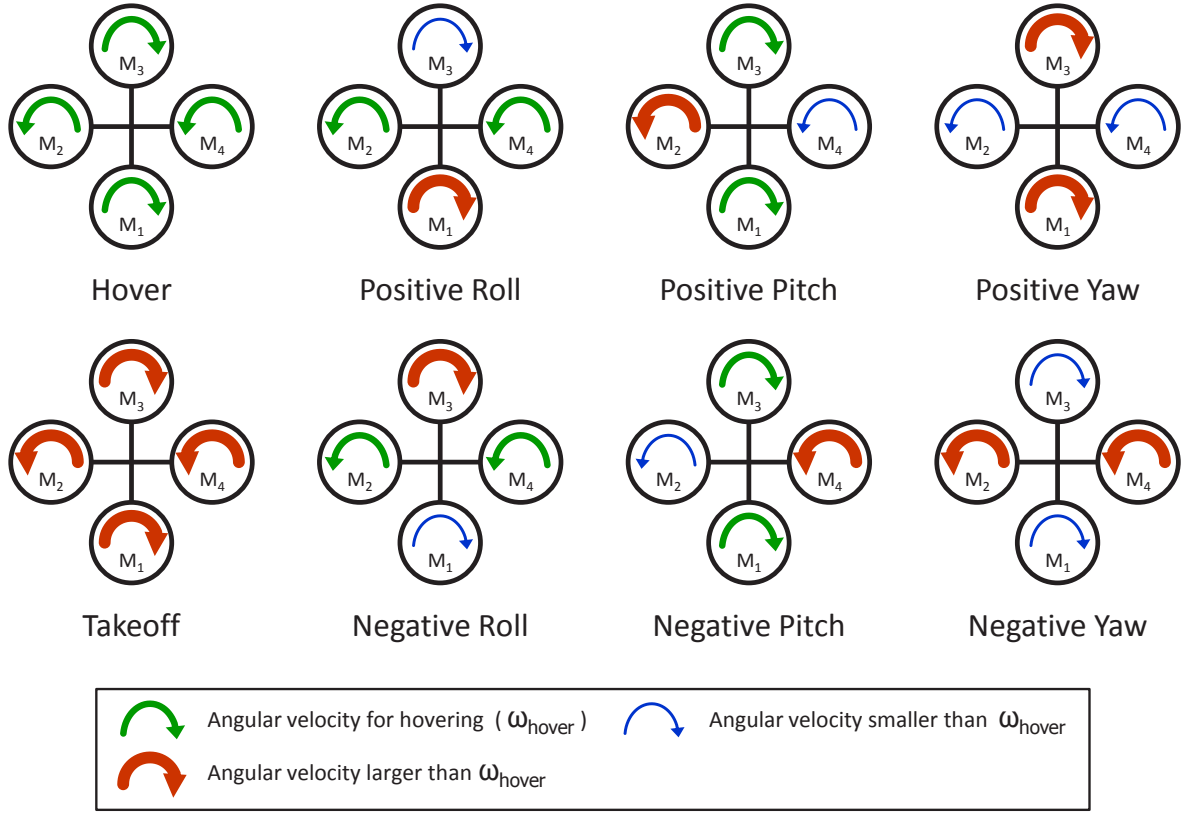 M₃ M₃ M₃ M₃
M₂ M₄ M₂ M₄ M₂ M₄ M₂ M₄
M₁ M₁ M₁ M₁
Hover Positive Roll Positive Pitch Positive Yaw
M₃ M₃ M₃ M₃
M₂ M₄ M₂ M₄ M₂ M₄ M₂ M₄
M₁ M₁ M₁ M₁
Takeoff Negative Roll Negative Pitch Negative Yaw
Angular velocity for hovering ( ω_hover ) Angular velocity smaller than ω_hover
Angular velocity larger than ω_hover